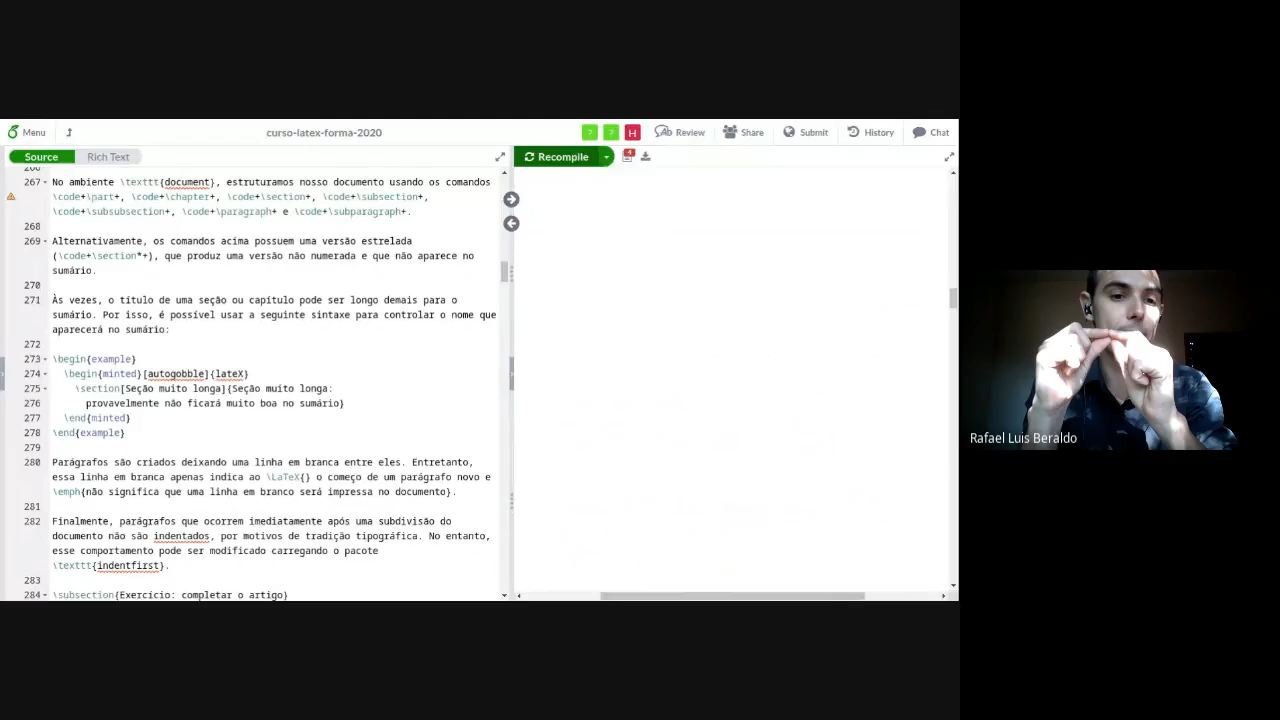 Menu
curso-latex-forma-2020
? ? H Review Share Submit History Chat
Source Rich Text
Recompile
266
267 No ambiente \texttt{document}, estruturamos nosso documento usando os comandos
\code+\part+, \code+\chapter+, \code+\section+, \code+\subsection+,
\code+\subsubsection+, \code+\paragraph+ e \code+\subparagraph+.
268
269 Alternativamente, os comandos acima possuem uma versão estrelada
(\code+\section*+), que produz uma versão não numerada e que não aparece no
sumário.
270
271 Às vezes, o título de uma seção ou capítulo pode ser longo demais para o
sumário. Por isso, é possível usar a seguinte sintaxe para controlar o nome que
aparecerá no sumário:
272
273 \begin{example}
274 \begin{minted}[autogobble]{lateX}
275 \section[Seção muito longa]{Seção muito longa:
276 provavelmente não ficará muito boa no sumário}
277 \end{minted}
278 \end{example}
279
280 Parágrafos são criados deixando uma linha em branca entre eles. Entretanto,
essa linha em branca apenas indica ao \LaTeX{} o começo de um parágrafo novo e
\emph{não significa que uma linha em branco será impressa no documento}.
281
282 Finalmente, parágrafos que ocorrem imediatamente após uma subdivisão do
documento não são indentados, por motivos de tradição tipográfica. No entanto,
esse comportamento pode ser modificado carregando o pacote
\texttt{indentfirst}.
283
284 \subsection{Exercício: completar o artigo}
Rafael Luis Beraldo